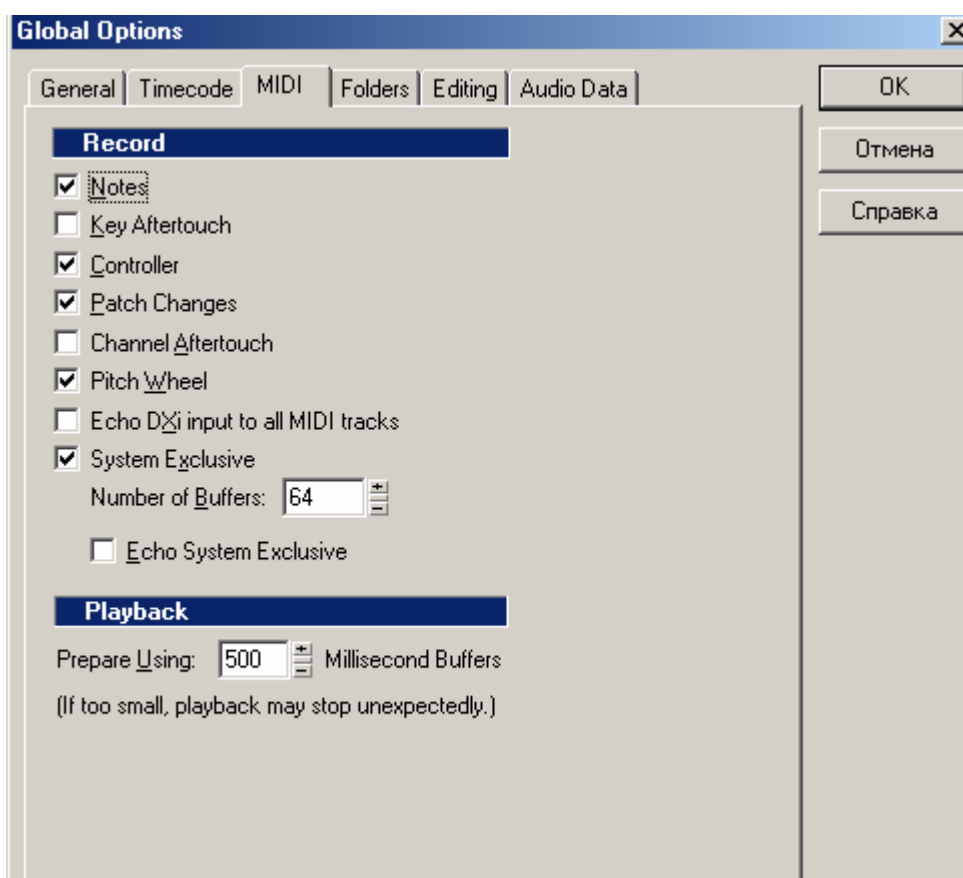 Global Options
General Timecode MIDI Folders Editing Audio Data
OK
Отмена
Справка
Record
Notes
Key Aftertouch
Controller
Patch Changes
Channel Aftertouch
Pitch Wheel
Echo DXi input to all MIDI tracks
System Exclusive
Number of Buffers: 64
Echo System Exclusive
Playback
Prepare Using: 500 Millisecond Buffers
(If too small, playback may stop unexpectedly.)